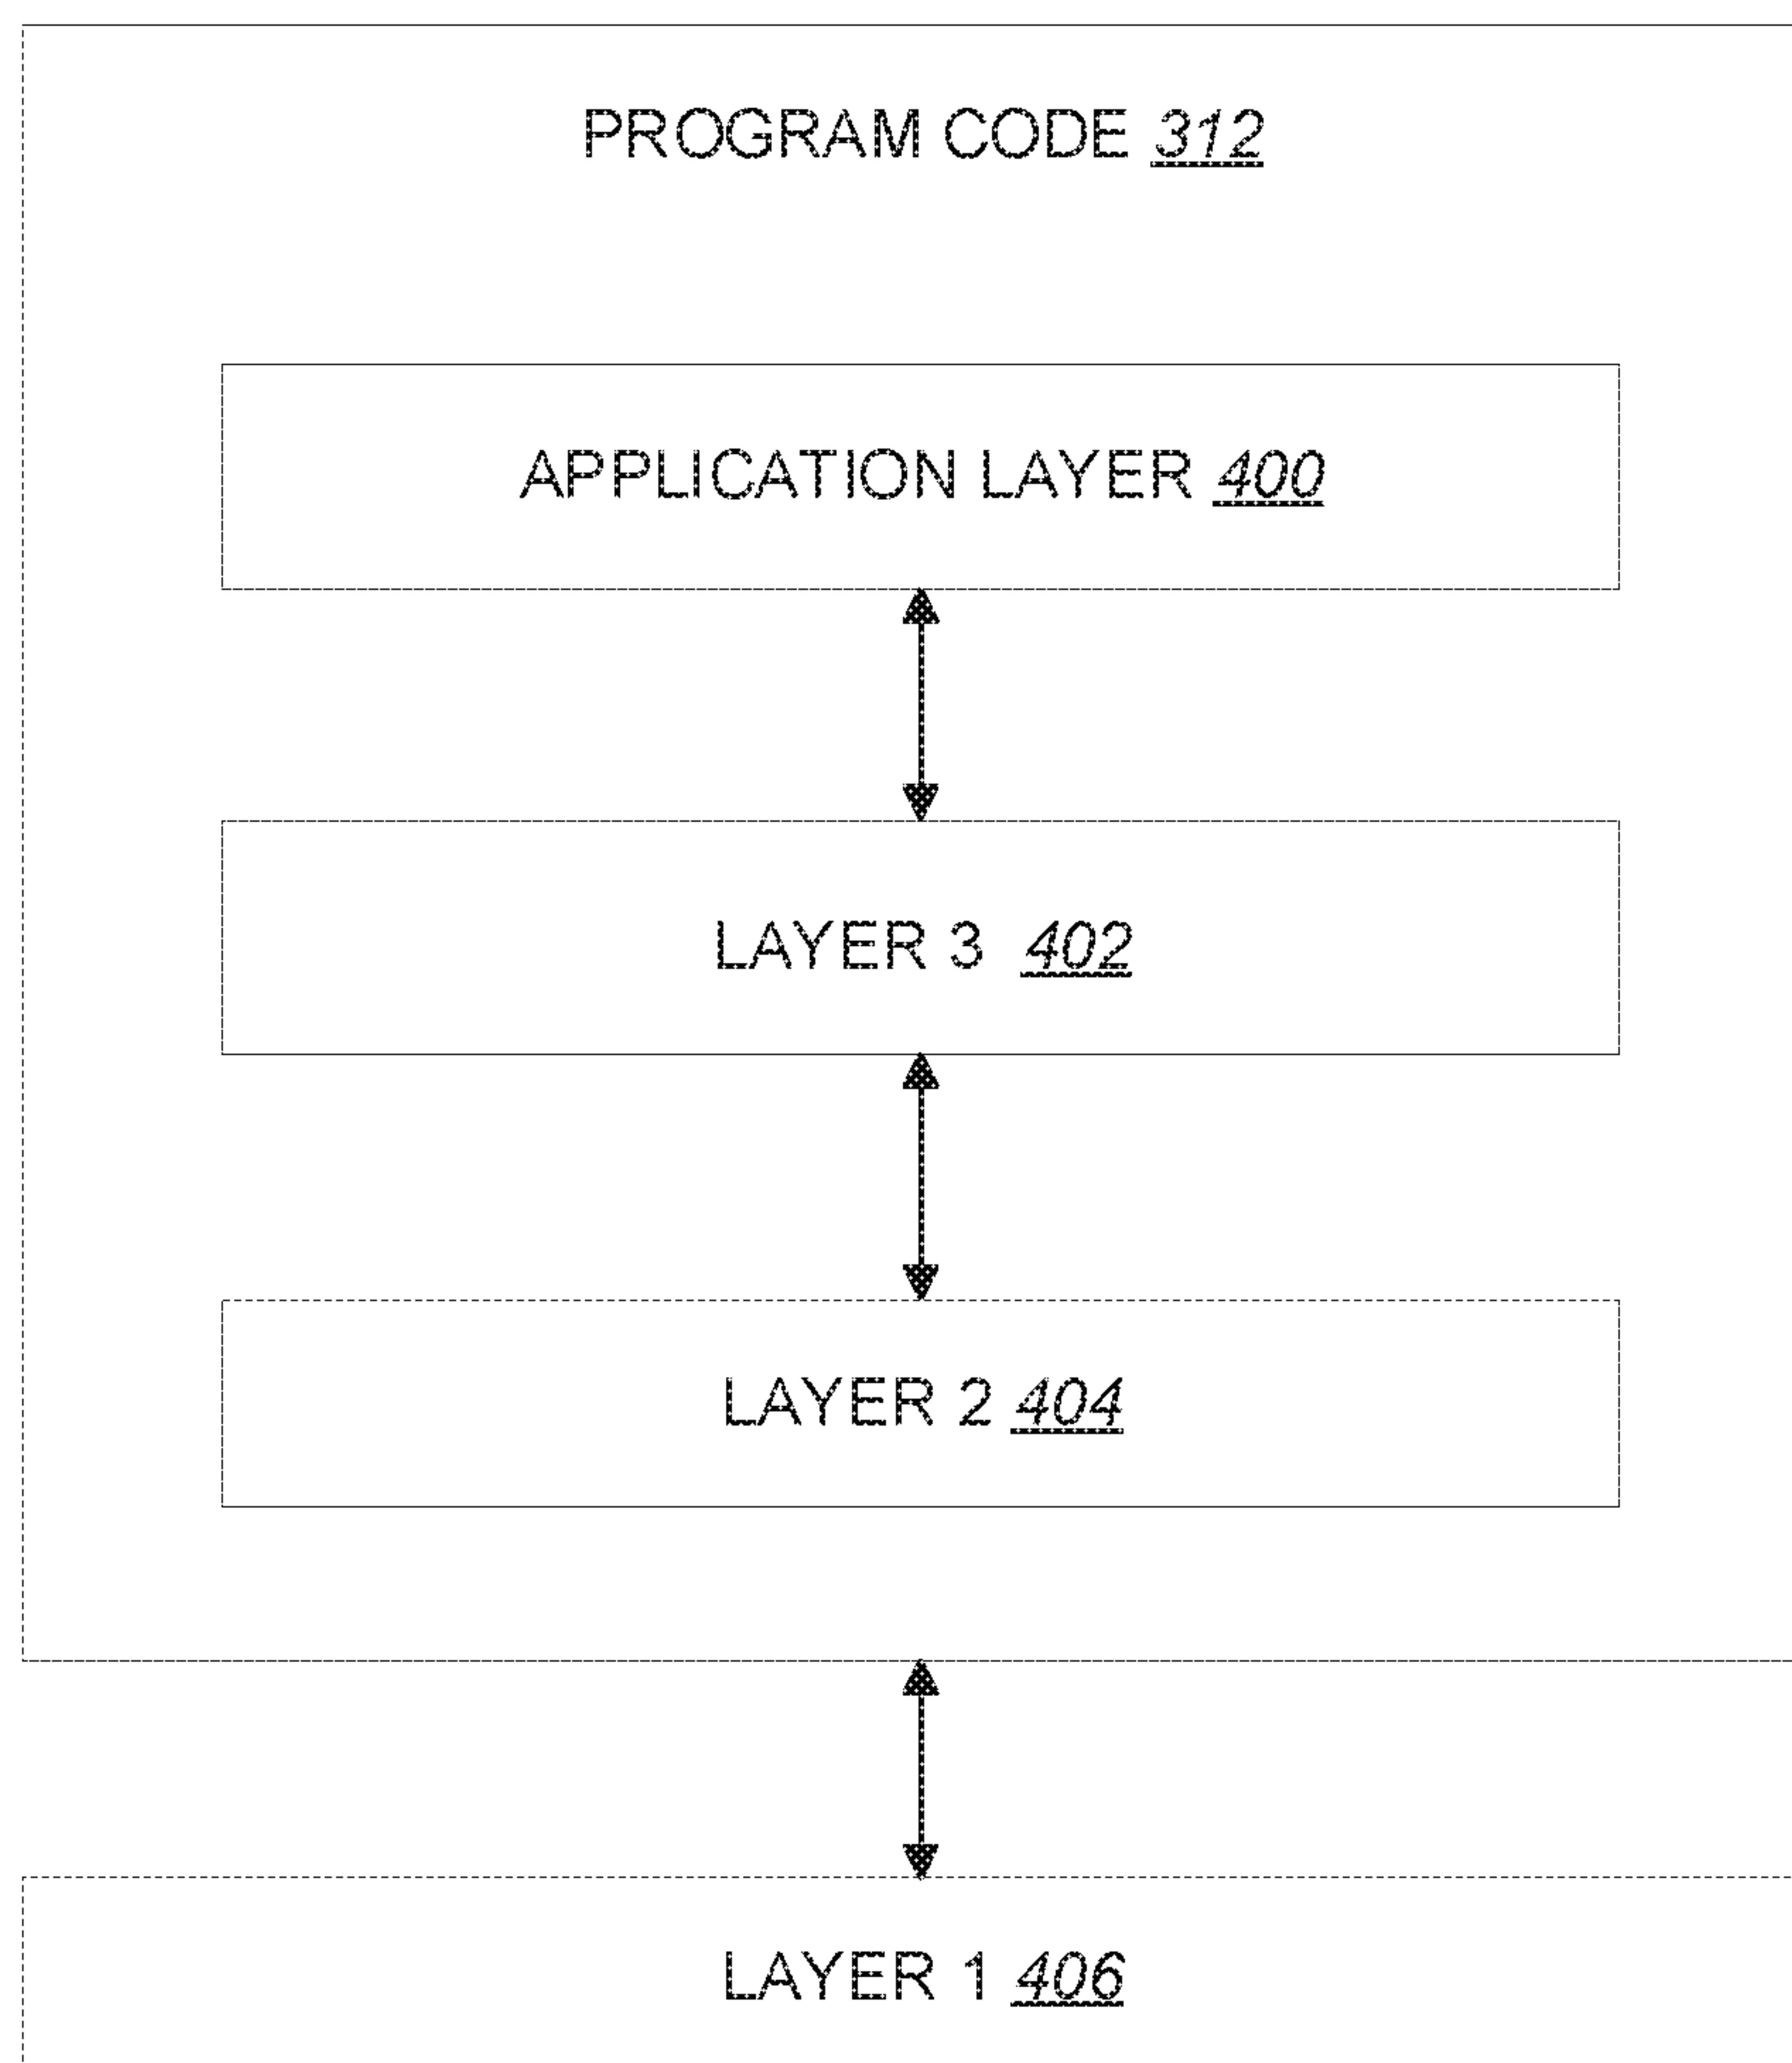 PROGRAM CODE 312
APPLICATION LAYER 400
LAYER 3 402
LAYER 2 404
LAYER 1 406